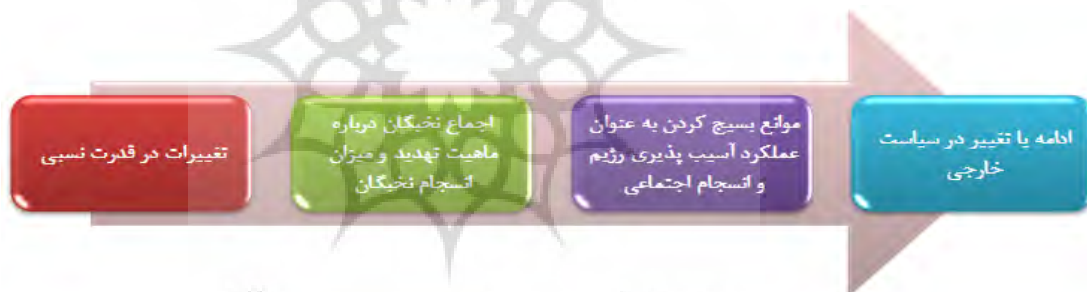 تغییرات در قدرت نسبی
اجماع نخبگان درباره
ماهیت تهدید و میزان
انسجام نخبگان
موانع بسیج کردن به عنوان
عملکرد آسیب پذیری رژیم
و انسجام اجتماعی
ادامه یا تغییر در سیاست
خارجی